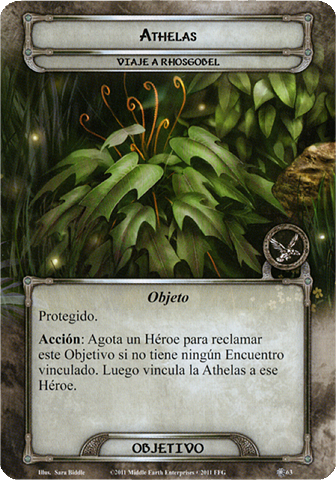 Athelas
Viaje a Rhosgobel
Objeto
Protegido.
Acción: Agota un Héroe para reclamar
este Objetivo si no tiene ningún Encuentro
vinculado. Luego vincula la Athelas a ese
Héroe.
OBJETIVO
Illus. Sara Biddle ©2011 Middle Earth Enterprises ©2011 FFG 63